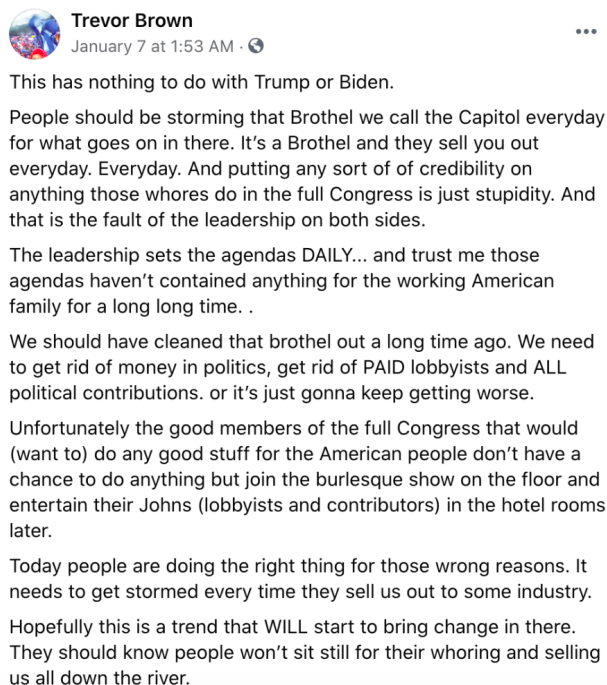 Trevor Brown
January 7 at 1:53 AM ·
This has nothing to do with Trump or Biden.
People should be storming that Brothel we call the Capitol everyday
for what goes on in there. It's a Brothel and they sell you out
everyday. Everyday. And putting any sort of of credibility on
anything those whores do in the full Congress is just stupidity. And
that is the fault of the leadership on both sides.
The leadership sets the agendas DAILY... and trust me those
agendas haven't contained anything for the working American
family for a long long time. .
We should have cleaned that brothel out a long time ago. We need
to get rid of money in politics, get rid of PAID lobbyists and ALL
political contributions. or it's just gonna keep getting worse.
Unfortunately the good members of the full Congress that would
(want to) do any good stuff for the American people don't have a
chance to do anything but join the burlesque show on the floor and
entertain their Johns (lobbyists and contributors) in the hotel rooms
later.
Today people are doing the right thing for those wrong reasons. It
needs to get stormed every time they sell us out to some industry.
Hopefully this is a trend that WILL start to bring change in there.
They should know people won't sit still for their whoring and selling
us all down the river.